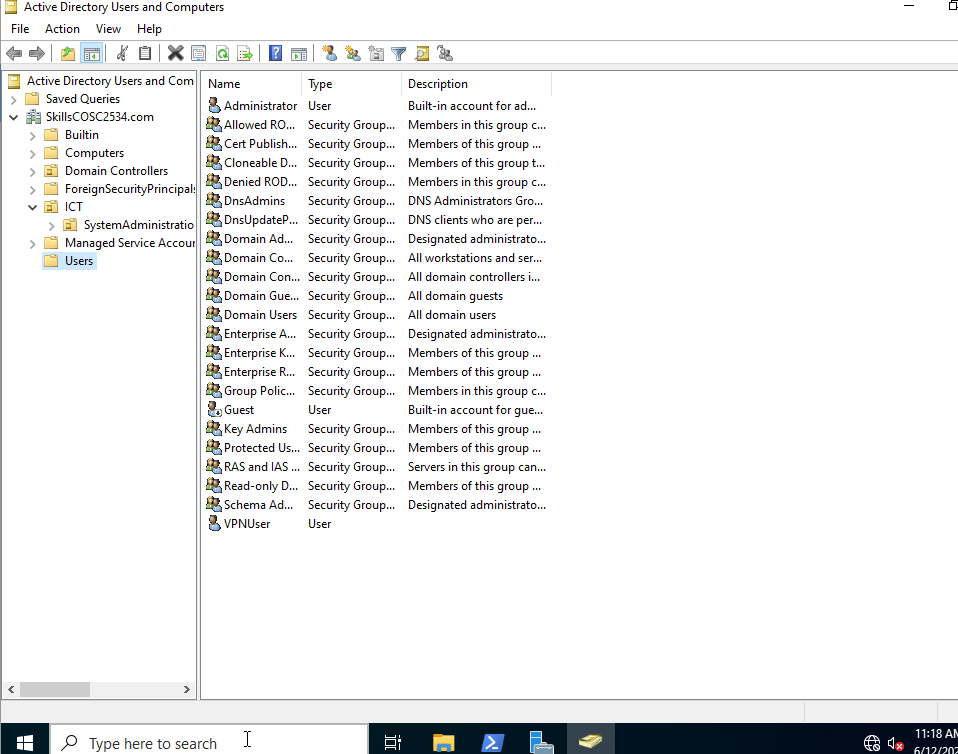 Active Directory Users and Computers
File Action View Help
Active Directory Users and Com
Saved Queries
SkillsCOSC2534.com
Builtin
Computers
Domain Controllers
ForeignSecurityPrincipals
ICT
SystemAdministratio
Managed Service Accour
Users
Name Type Description
Administrator User Built-in account for ad...
Allowed RO... Security Group... Members in this group c...
Cert Publish... Security Group... Members of this group ...
Cloneable D... Security Group... Members of this group t...
Denied ROD... Security Group... Members in this group c...
DnsAdmins Security Group... DNS Administrators Gro...
DnsUpdateP... Security Group... DNS clients who are per...
Domain Ad... Security Group... Designated administrato...
Domain Co... Security Group... All workstations and ser...
Domain Con... Security Group... All domain controllers i...
Domain Gue... Security Group... All domain guests
Domain Users Security Group... All domain users
Enterprise A... Security Group... Designated administrato...
Enterprise K... Security Group... Members of this group ...
Enterprise R... Security Group... Members of this group ...
Group Polic... Security Group... Members in this group c...
Guest User Built-in account for gue...
Key Admins Security Group... Members of this group ...
Protected Us... Security Group... Members of this group ...
RAS and IAS ... Security Group... Servers in this group can...
Read-only D... Security Group... Members of this group ...
Schema Ad... Security Group... Designated administrato...
VPNUser User
Type here to search
11:18 AM
6/12/202